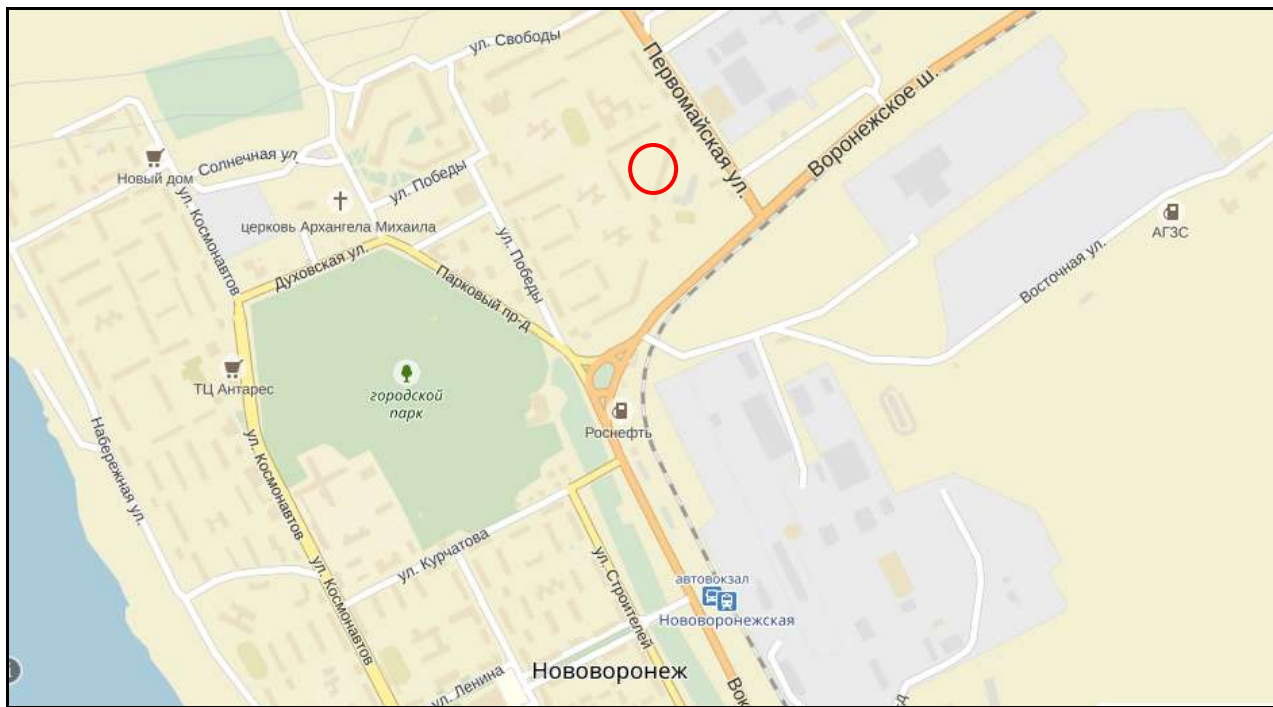 ул. Свободы
Первомайская ул.
Воронежское ш.
Новый дом
Солнечная ул.
ул. Победы
ул. Космонавтов
церковь Архангела Михаила
ул. Победы
АГЗС
Восточная ул.
Духовская ул.
Парковый пр-д
ТЦ Антарес
городской
парк
Роснефть
Набережная ул.
ул. Космонавтов
ул. Курчатова
ул. Космонавтов
ул. Строителей
автовокзал
Нововоронежская
Нововоронеж
ул. Ленина
Вок